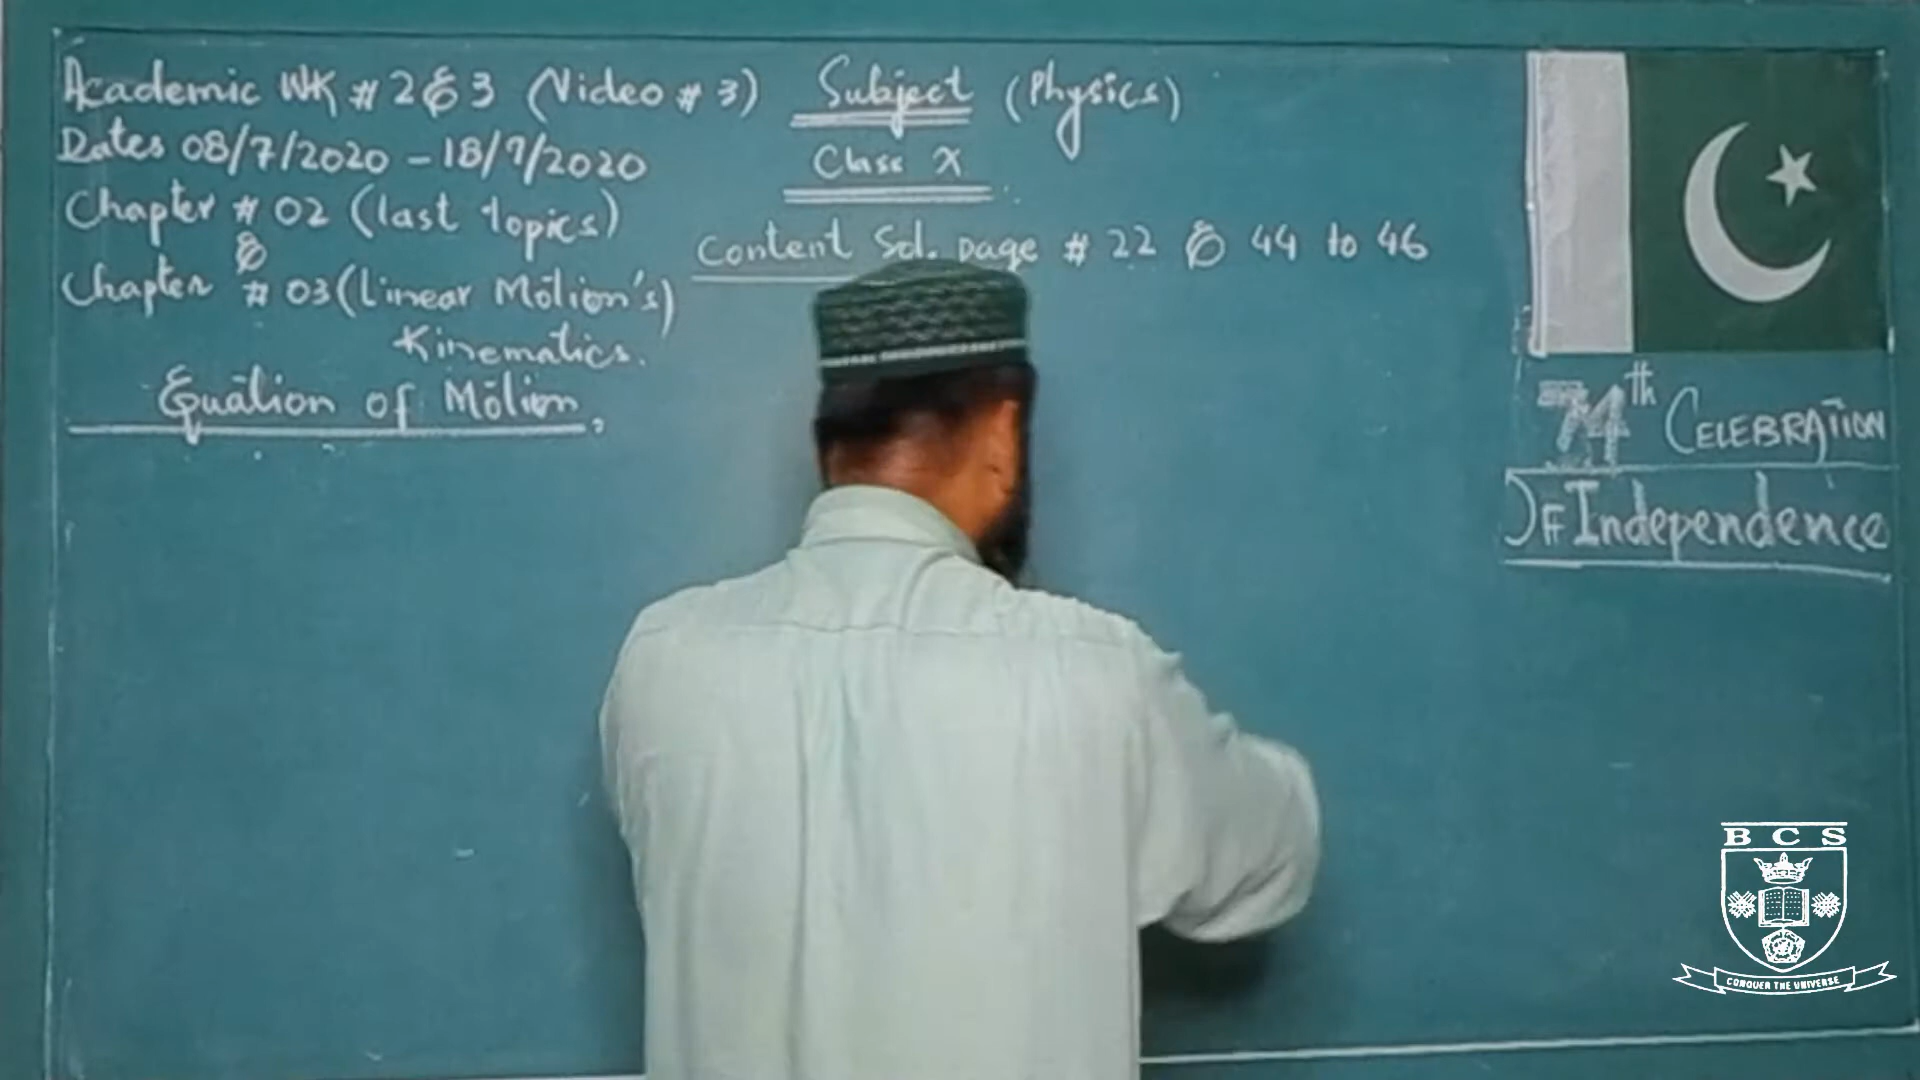 Academic WK # 2 & 3 (Video # 3)
Dates 08/7/2020 - 18/7/2020
Chapter # 02 (last topics)
&
Chapter # 03 (linear Motion's)
Kinematics.
Equation of Motion,
Subject (Physics)
Class X
Content Sol. page # 22 & 44 to 46
74th CELEBRATION
OF Independence
BCS
CONQUER THE UNIVERSE